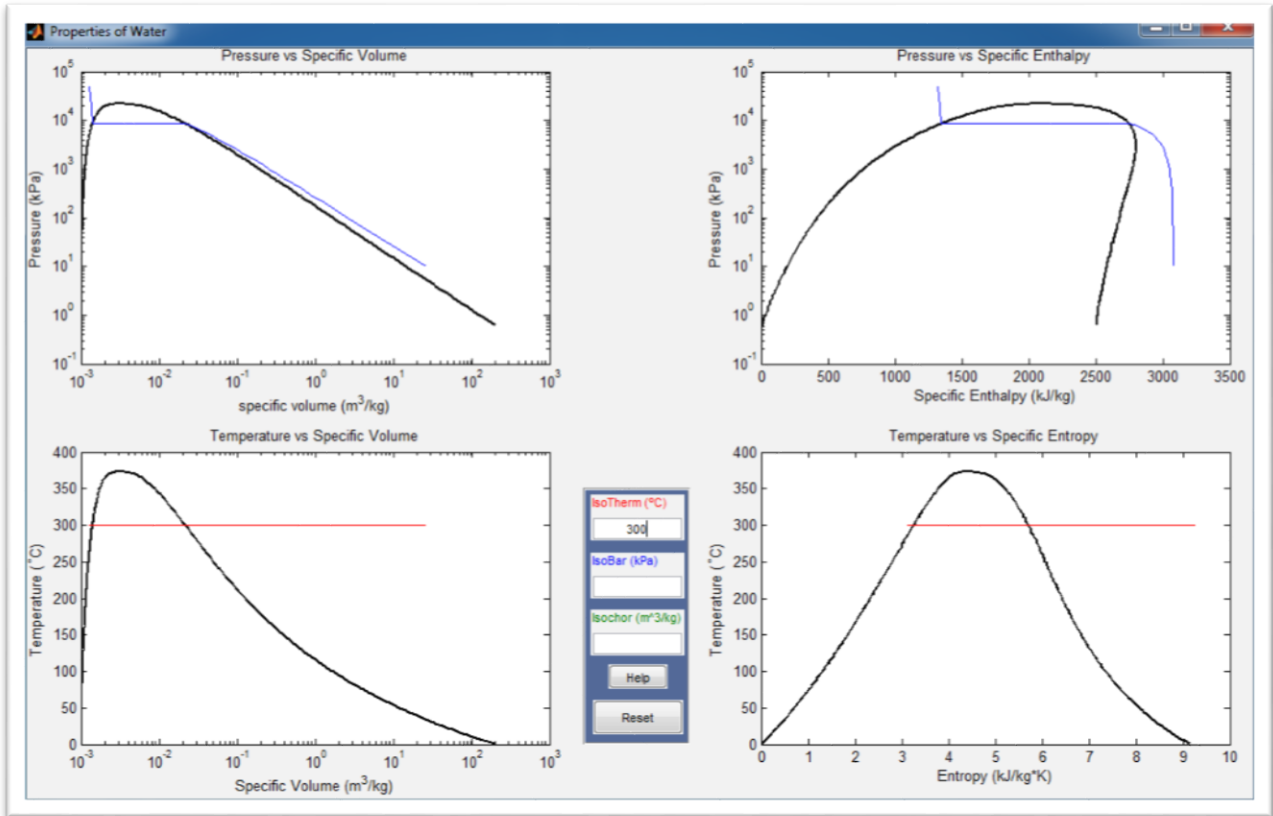 Properties of Water
Pressure vs Specific Volume
10^5
10^4
10^3
10^2
10^1
10^0
10^-1
Pressure (kPa)
10^-3 10^-2 10^-1 10^0 10^1 10^2 10^3
specific volume (m^3/kg)
Pressure vs Specific Enthalpy
10^5
10^4
10^3
10^2
10^1
10^0
10^-1
Pressure (kPa)
0 500 1000 1500 2000 2500 3000 3500
Specific Enthalpy (kJ/kg)
Temperature vs Specific Volume
400
350
300
250
200
150
100
50
0
Temperature (°C)
10^-3 10^-2 10^-1 10^0 10^1 10^2 10^3
Specific Volume (m^3/kg)
IsoTherm (ºC)
300
IsoBar (kPa)
Isochor (m^3/kg)
Help
Reset
Temperature vs Specific Entropy
400
350
300
250
200
150
100
50
0
Temperature (°C)
0 1 2 3 4 5 6 7 8 9 10
Entropy (kJ/kg*K)